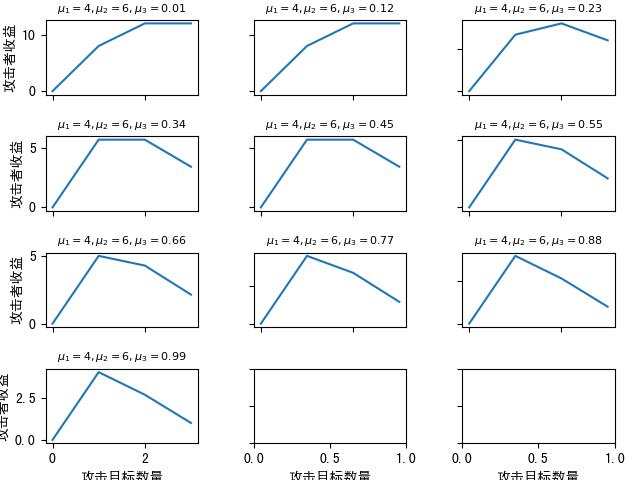 μ₁ = 4, μ₂ = 6, μ₃ = 0.01
μ₁ = 4, μ₂ = 6, μ₃ = 0.12
μ₁ = 4, μ₂ = 6, μ₃ = 0.23
攻击者收益
10
0
μ₁ = 4, μ₂ = 6, μ₃ = 0.34
μ₁ = 4, μ₂ = 6, μ₃ = 0.45
μ₁ = 4, μ₂ = 6, μ₃ = 0.55
攻击者收益
5
0
μ₁ = 4, μ₂ = 6, μ₃ = 0.66
μ₁ = 4, μ₂ = 6, μ₃ = 0.77
μ₁ = 4, μ₂ = 6, μ₃ = 0.88
攻击者收益
5
0
μ₁ = 4, μ₂ = 6, μ₃ = 0.99
攻击者收益
2.5
0.0
0 2
0.0 0.5 1.0
0.0 0.5 1.0
攻击目标数量
攻击目标数量
攻击目标数量